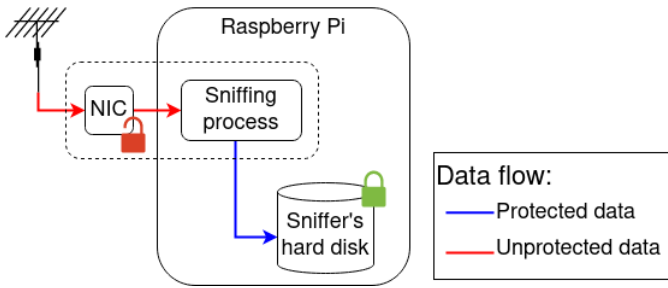 Raspberry Pi
NIC
Sniffing
process
Sniffer's
hard disk
Data flow:
Protected data
Unprotected data